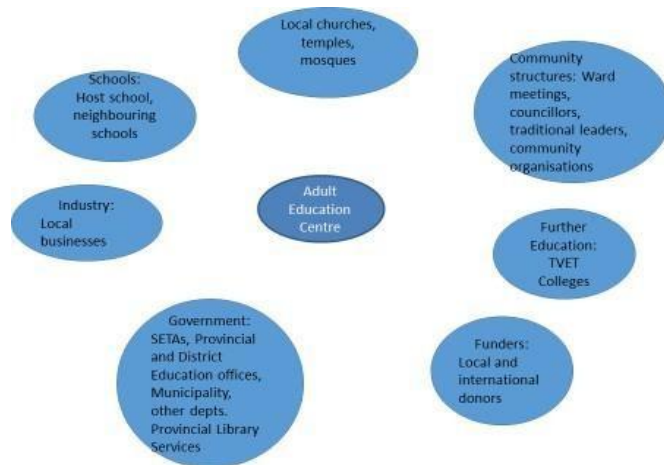 Local churches,
temples,
mosques
Schools:
Host school,
neighbouring
schools
Community
structures: Ward
meetings,
councillors,
traditional leaders,
community
organisations
Adult
Education
Centre
Industry:
Local
businesses
Further
Education:
TVET
Colleges
Government:
SETAs, Provincial
and District
Education offices,
Municipality,
other depts.
Provincial Library
Services
Funders:
Local and
international
donors